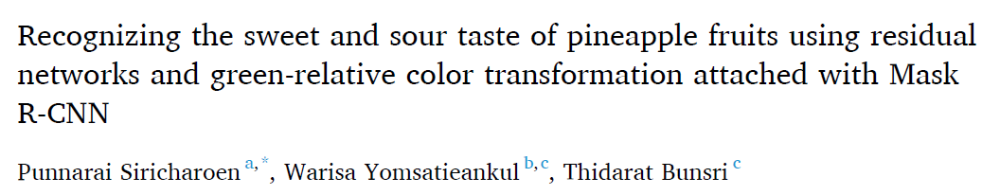 Recognizing the sweet and sour taste of pineapple fruits using residual
networks and green-relative color transformation attached with Mask
R-CNN
Punnarai Siricharoen a,*, Warisa Yomsatieankul b,c, Thidarat Bunsri c